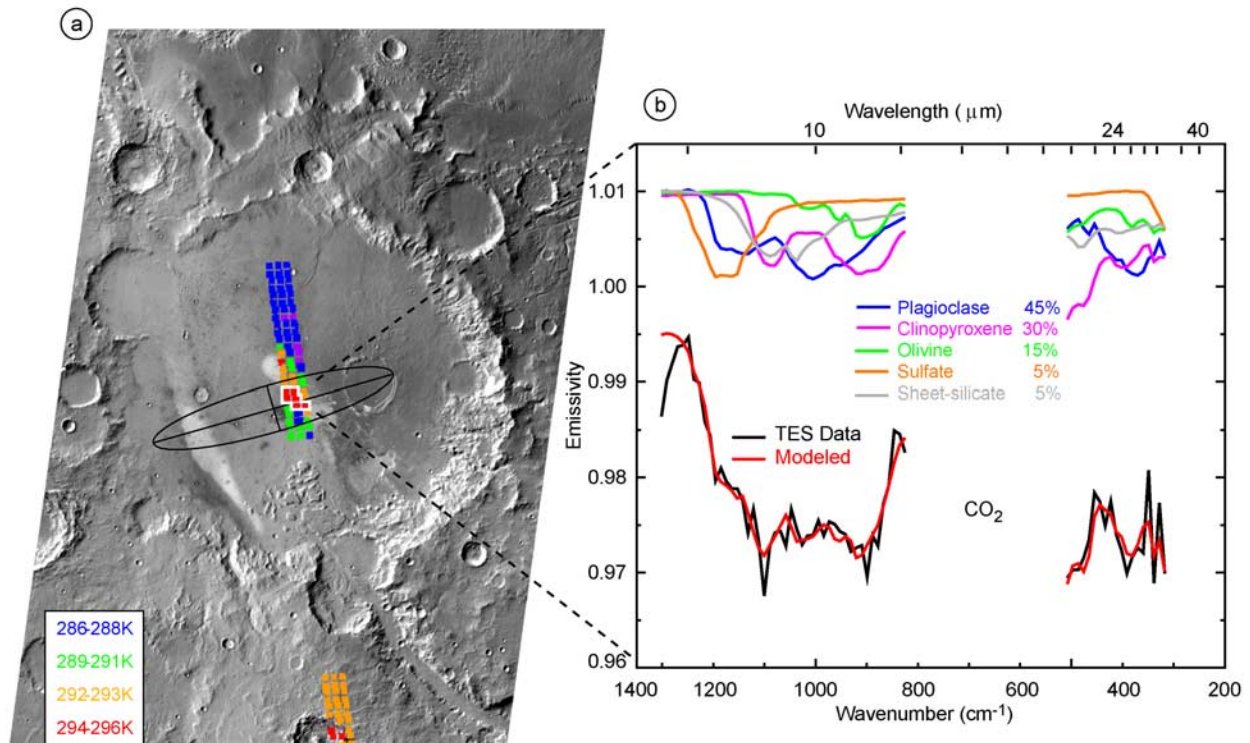 a
286-288K
289-291K
292-293K
294-296K
b
Wavelength ( μm)
10 24 40
1.01
1.00
0.99
0.98
0.97
0.96
Emissivity
Plagioclase 45%
Clinopyroxene 30%
Olivine 15%
Sulfate 5%
Sheet-silicate 5%
TES Data
Modeled
CO₂
1400 1200 1000 800 600 400 200
Wavenumber (cm⁻¹)